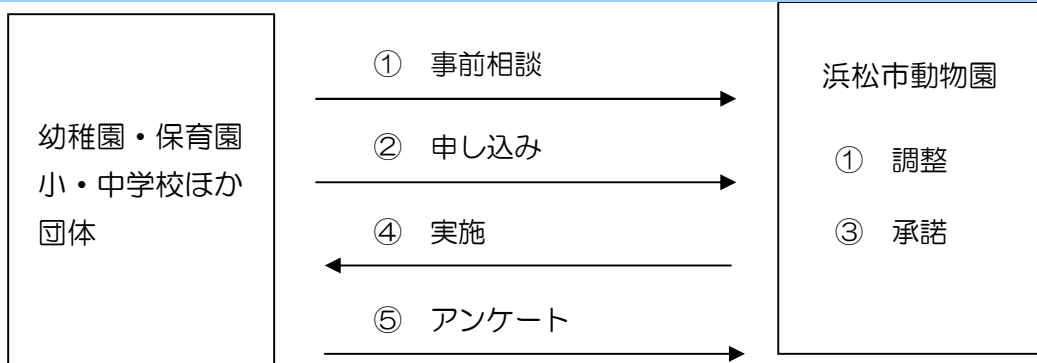 幼稚園・保育園
小・中学校ほか
団体
① 事前相談
② 申し込み
④ 実施
⑤ アンケート
浜松市動物園
① 調整
③ 承諾